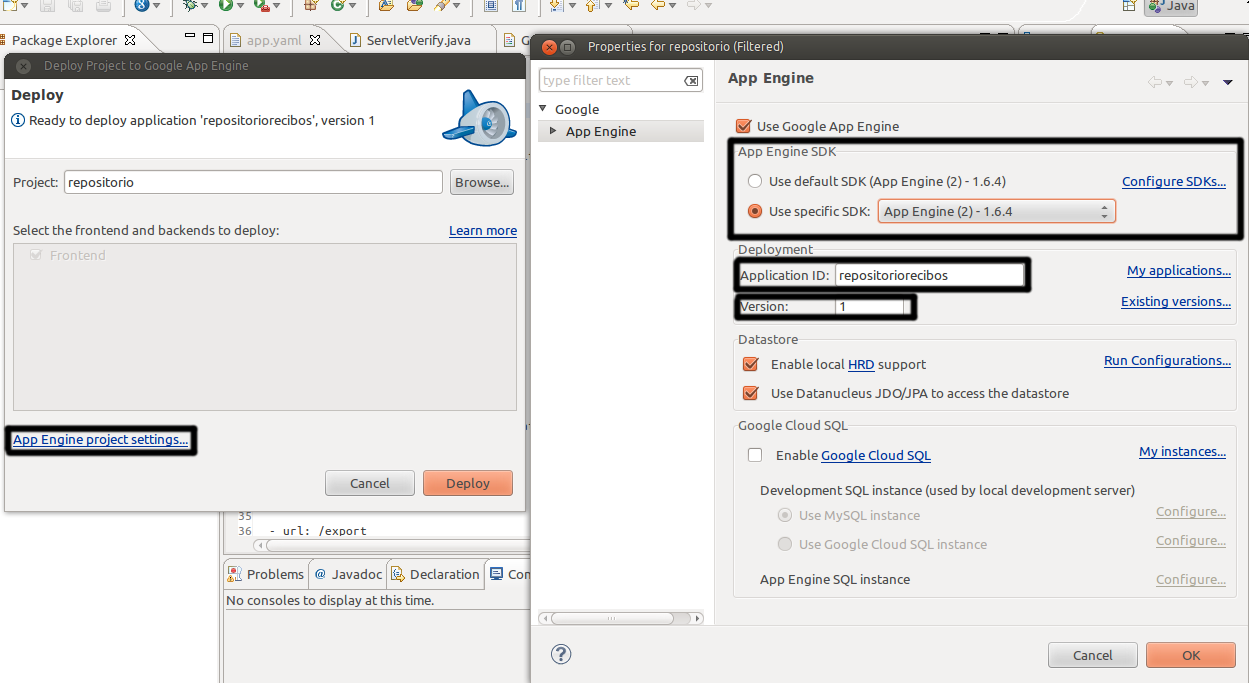 Java
Package Explorer
app.yaml
ServletVerify.java
Deploy Project to Google App Engine
Deploy
Ready to deploy application 'repositoriorecibos', version 1
Project: repositorio Browse...
Select the frontend and backends to deploy: Learn more
Frontend
App Engine project settings...
Cancel Deploy
35
36 - url: /export
Problems @ Javadoc Declaration Con
No consoles to display at this time.
Properties for repositorio (Filtered)
type filter text
Google
App Engine
App Engine
Use Google App Engine
App Engine SDK
Use default SDK (App Engine (2) - 1.6.4) Configure SDKs...
Use specific SDK: App Engine (2) - 1.6.4
Deployment
Application ID: repositoriorecibos My applications...
Version: 1 Existing versions...
Datastore
Enable local HRD support Run Configurations...
Use Datanucleus JDO/JPA to access the datastore
Google Cloud SQL
Enable Google Cloud SQL My instances...
Development SQL instance (used by local development server)
Use MySQL instance Configure...
Use Google Cloud SQL instance Configure...
App Engine SQL instance Configure...
? Cancel OK